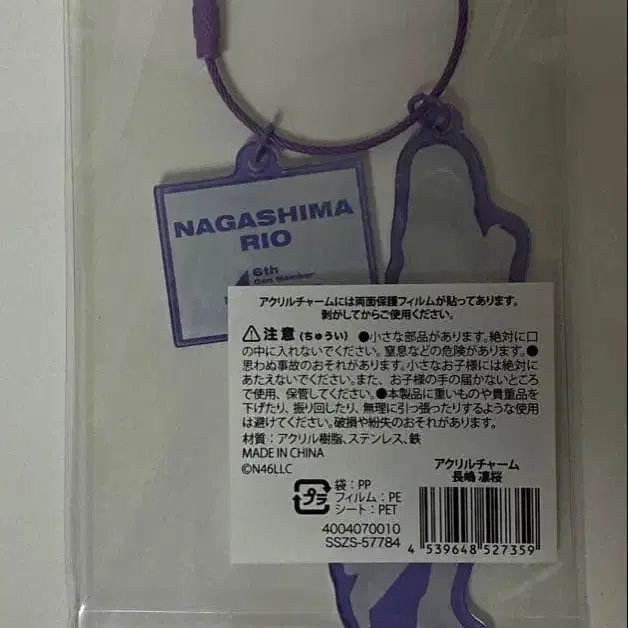 NAGASHIMA
RIO
6th
Gen Member
アクリルチャームには両面保護フィルムが貼ってあります。
剥がしてからご使用ください。
注意(ちゅうい) ●小さな部品があります。絶対に口
の中に入れないでください。窒息などの危険があります。●
思わぬ事故のおそれがあります。小さなお子様には絶対に
あたえないでください。また、お子様の手の届かないところ
で使用、保管してください。●本製品に重いものや貴重品を
下げたり、振り回したり、無理に引っ張ったりするような使用
は避けてください。破損や紛失のおそれがあります。
材質:アクリル樹脂、ステンレス、鉄
MADE IN CHINA
©N46LLC
プラ
袋:PP
フィルム:PE
シート:PET
4004070010
SSZS-57784
アクリルチャーム
長嶋 凛桜
4 539648 527359